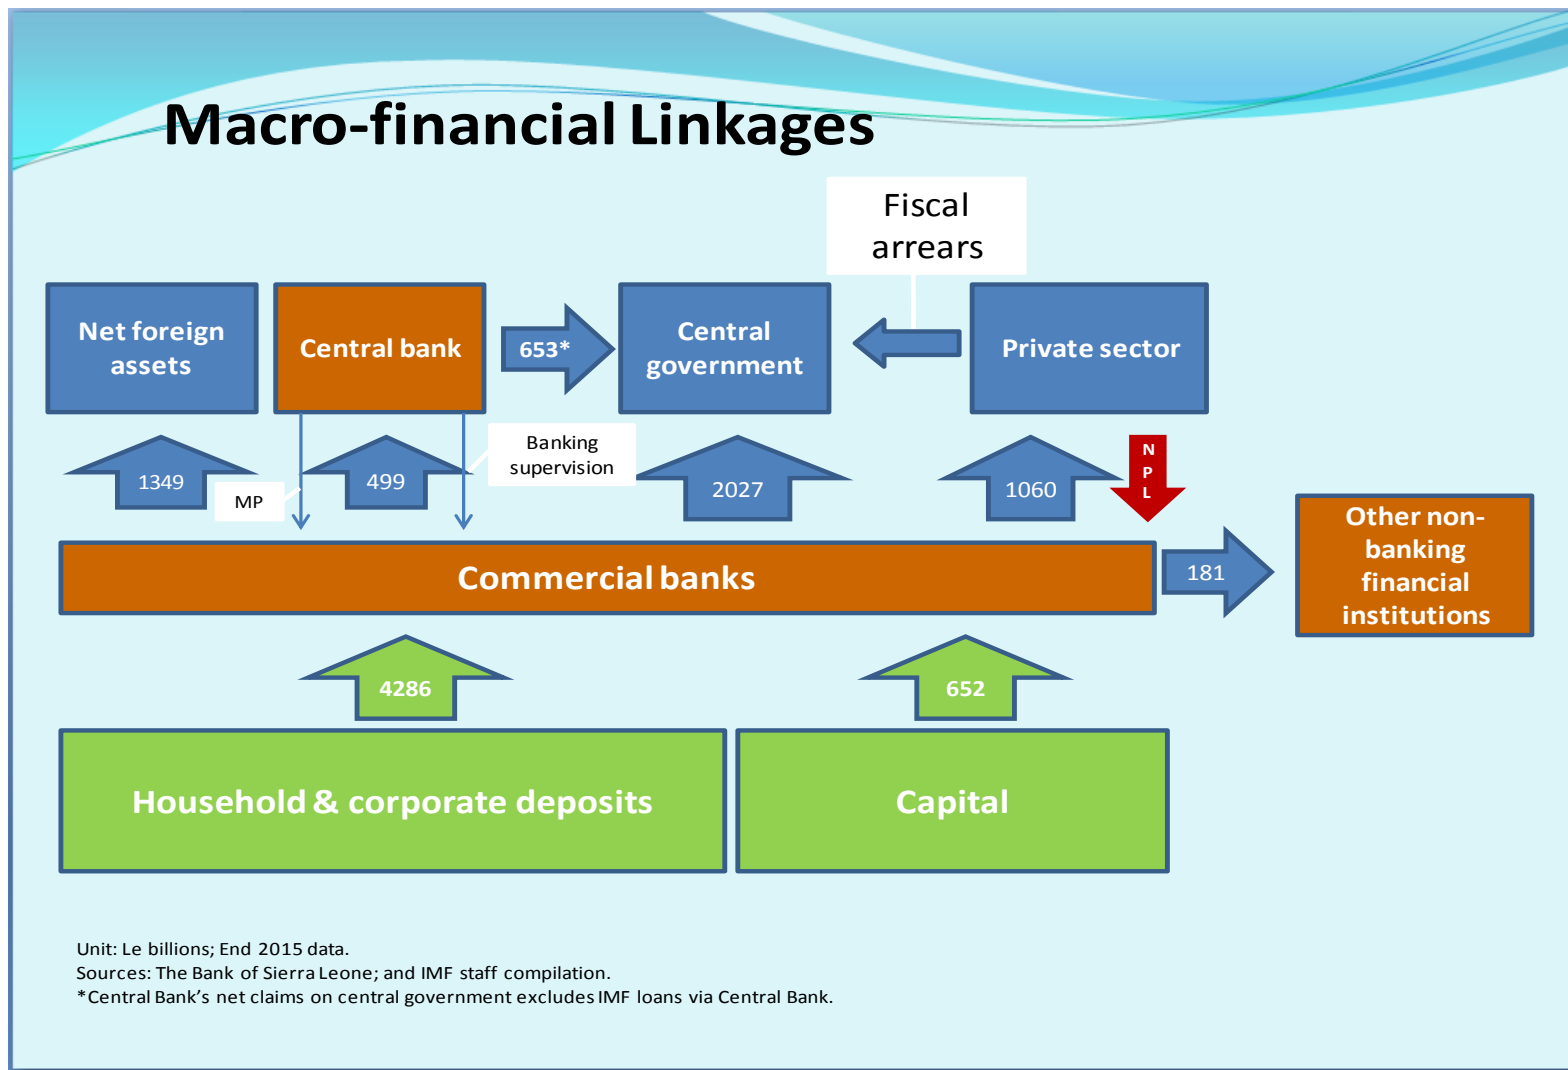 Macro-financial Linkages
Fiscal
arrears
Net foreign
assets
Central bank
653*
Central
government
Private sector
1349
MP
499
Banking
supervision
2027
1060
N
P
L
Commercial banks
181
Other non-
banking
financial
institutions
4286
652
Household & corporate deposits
Capital
Unit: Le billions; End 2015 data.
Sources: The Bank of Sierra Leone; and IMF staff compilation.
*Central Bank's net claims on central government excludes IMF loans via Central Bank.